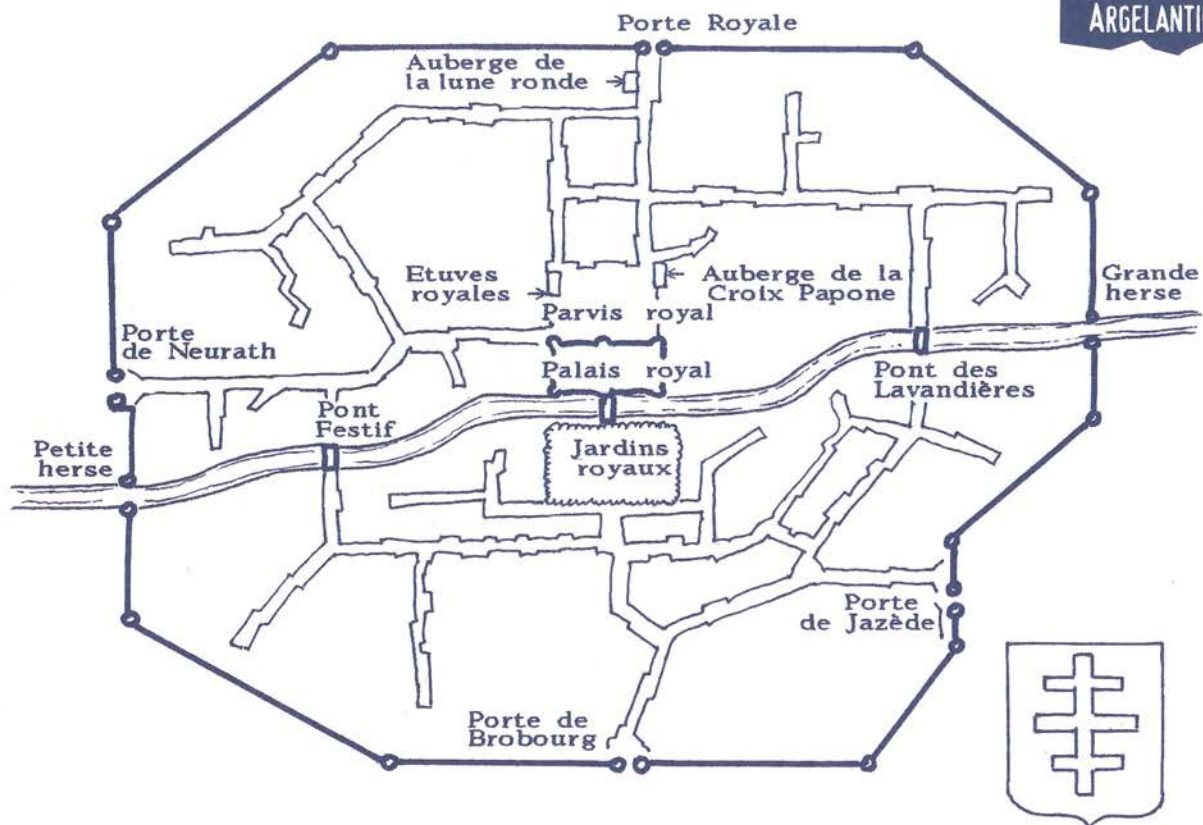 ARGELANTI
Porte Royale
Auberge de
la lune ronde
Etuves
royales
Auberge de la
Croix Papone
Grande
herse
Parvis royal
Porte
de Neurath
Palais royal
Pont des
Lavandières
Pont
Festif
Petite
herse
Jardins
royaux
Porte
de Jazède
Porte de
Brobourg